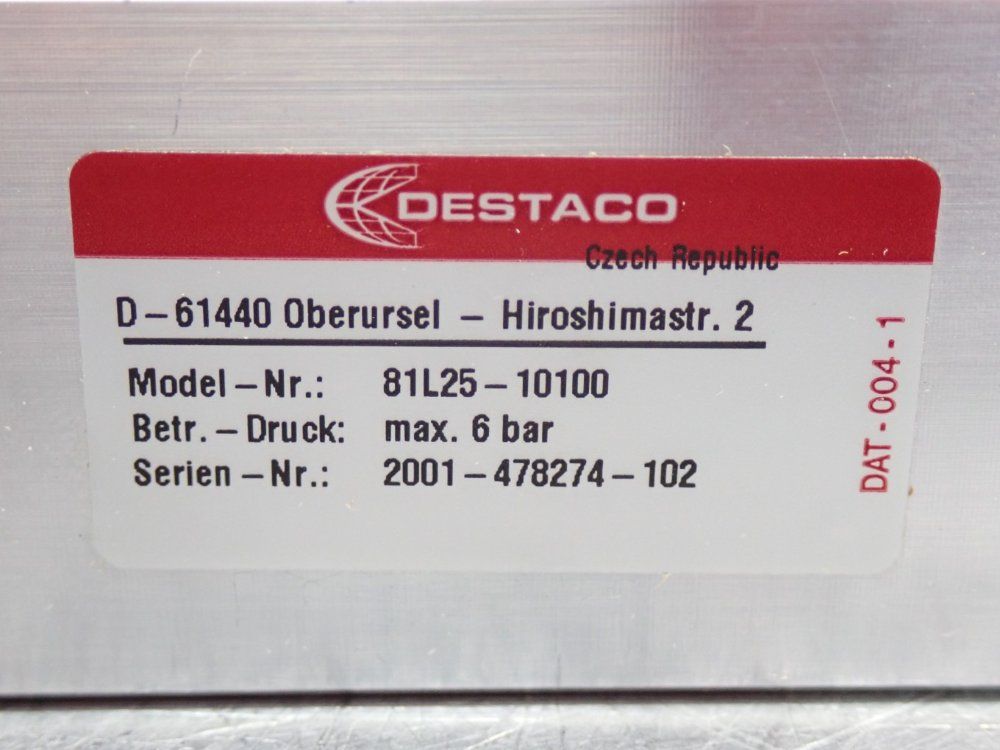 DESTACO
Czech Republic
D-61440 Oberursel - Hiroshimastr. 2
Model-Nr.: 81L25-10100
Betr.-Druck: max. 6 bar
Serien-Nr.: 2001-478274-102
DAT-004-1